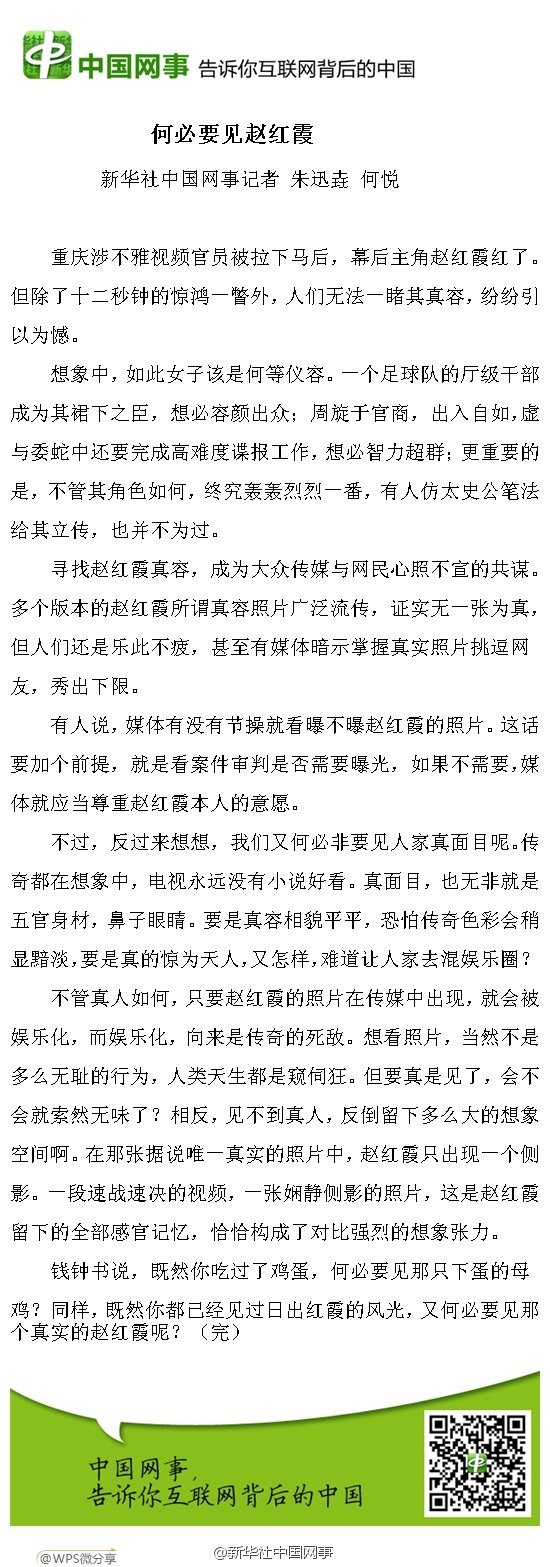 中国网事 告诉你互联网背后的中国
何必要见赵红霞
新华社中国网事记者 朱迅垚 何悦
重庆涉不雅视频官员被拉下马后，幕后主角赵红霞红了。
但除了十二秒钟的惊鸿一瞥外，人们无法一睹其真容，纷纷引
以为憾。
想象中，如此女子该是何等仪容。一个足球队的厅级干部
成为其裙下之臣，想必容颜出众；周旋于官商，出入自如，虚
与委蛇中还要完成高难度谍报工作，想必智力超群；更重要的
是，不管其角色如何，终究轰轰烈烈一番，有人仿太史公笔法
给其立传，也并不为过。
寻找赵红霞真容，成为大众传媒与网民心照不宣的共谋。
多个版本的赵红霞所谓真容照片广泛流传，证实无一张为真，
但人们还是乐此不疲，甚至有媒体暗示掌握真实照片挑逗网
友，秀出下限。
有人说，媒体有没有节操就看曝不曝赵红霞的照片。这话
要加个前提，就是看案件审判是否需要曝光，如果不需要，媒
体就应当尊重赵红霞本人的意愿。
不过，反过来想想，我们又何必非要见人家真面目呢。传
奇都在想象中，电视永远没有小说好看。真面目，也无非就是
五官身材，鼻子眼睛。要是真容相貌平平，恐怕传奇色彩会稍
显黯淡，要是真的惊为天人，又怎样，难道让人家去混娱乐圈？
不管真人如何，只要赵红霞的照片在传媒中出现，就会被
娱乐化，而娱乐化，向来是传奇的死敌。想看照片，当然不是
多么无耻的行为，人类天生都是窥伺狂。但要真是见了，会不
会就索然无味了？相反，见不到真人，反倒留下多么大的想象
空间啊。在那张据说唯一真实的照片中，赵红霞只出现一个侧
影。一段速战速决的视频，一张娴静侧影的照片，这是赵红霞
留下的全部感官记忆，恰恰构成了对比强烈的想象张力。
钱钟书说，既然你吃过了鸡蛋，何必要见那只下蛋的母
鸡？同样，既然你都已经见过日出红霞的风光，又何必要见那
个真实的赵红霞呢？（完）
中国网事，
告诉你互联网背后的中国
@WPS微分享
@新华社中国网事